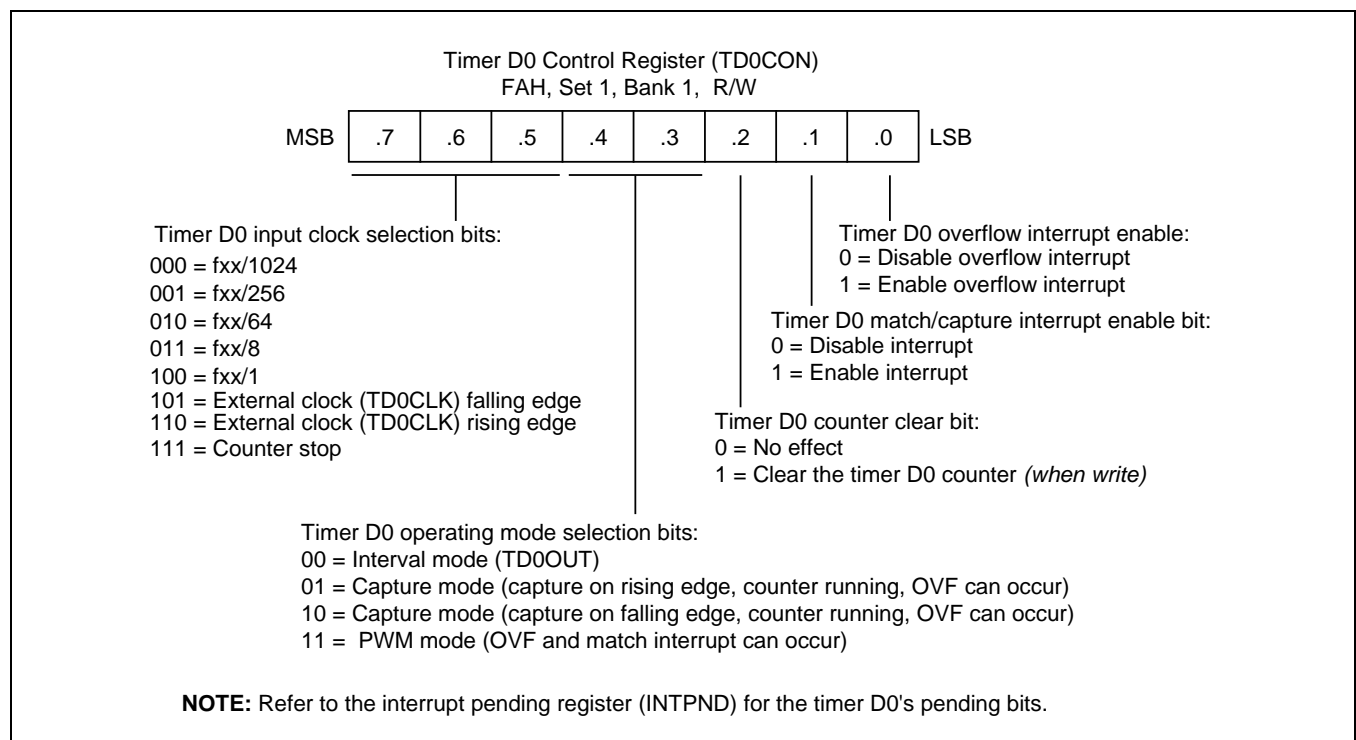 Timer D0 Control Register (TD0CON)
FAH, Set 1, Bank 1, R/W
MSB .7 .6 .5 .4 .3 .2 .1 .0 LSB
Timer D0 input clock selection bits:
000 = fxx/1024
001 = fxx/256
010 = fxx/64
011 = fxx/8
100 = fxx/1
101 = External clock (TD0CLK) falling edge
110 = External clock (TD0CLK) rising edge
111 = Counter stop
Timer D0 overflow interrupt enable:
0 = Disable overflow interrupt
1 = Enable overflow interrupt
Timer D0 match/capture interrupt enable bit:
0 = Disable interrupt
1 = Enable interrupt
Timer D0 counter clear bit:
0 = No effect
1 = Clear the timer D0 counter (when write)
Timer D0 operating mode selection bits:
00 = Interval mode (TD0OUT)
01 = Capture mode (capture on rising edge, counter running, OVF can occur)
10 = Capture mode (capture on falling edge, counter running, OVF can occur)
11 = PWM mode (OVF and match interrupt can occur)
NOTE: Refer to the interrupt pending register (INTPND) for the timer D0's pending bits.